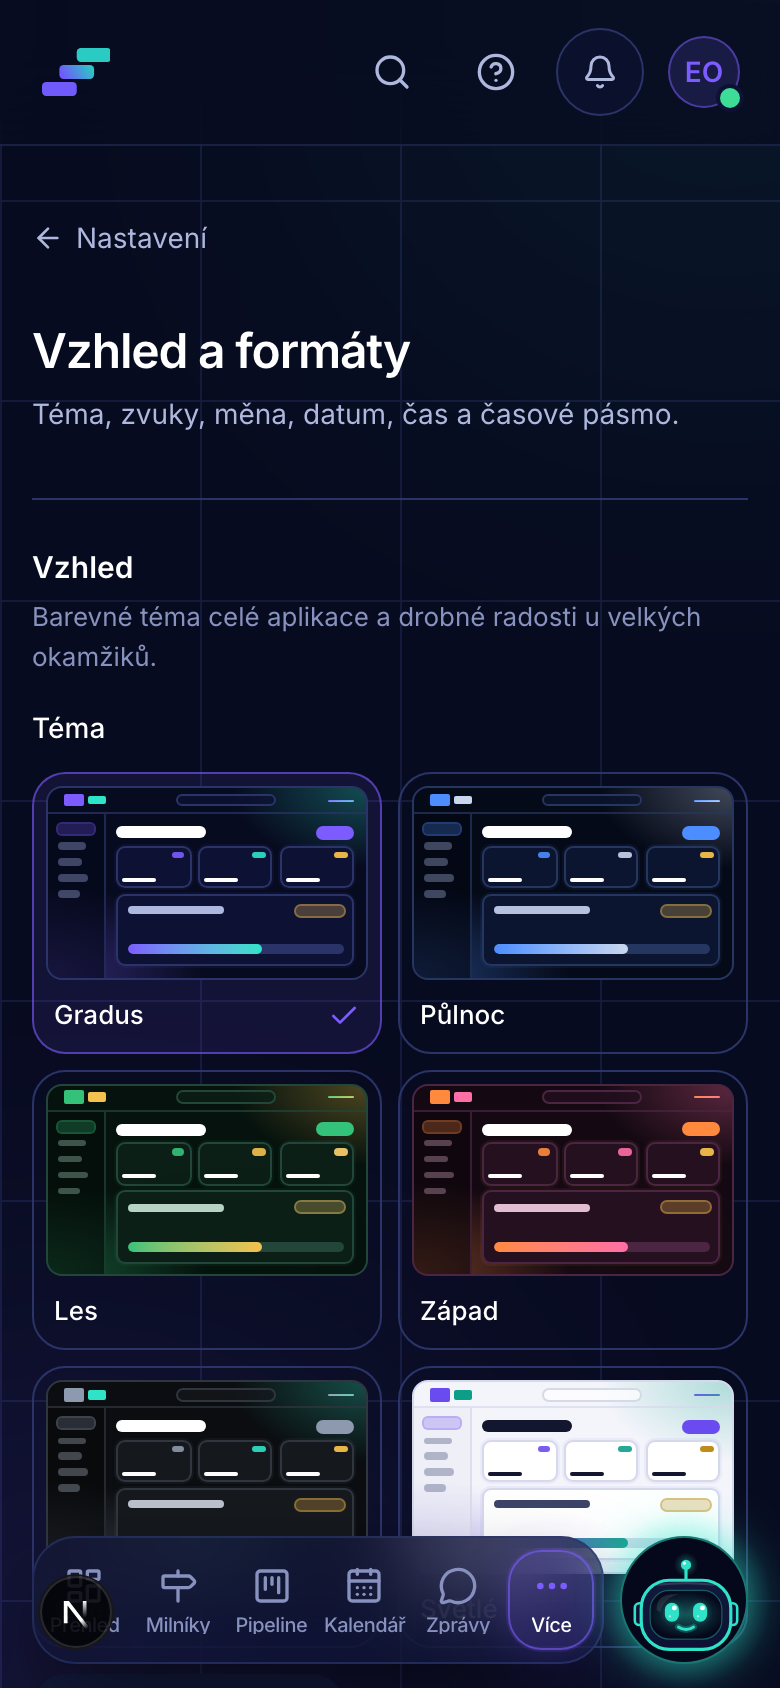 EO
Nastavení
Vzhled a formáty
Téma, zvuky, měna, datum, čas a časové pásmo.
Vzhled
Barevné téma celé aplikace a drobné radosti u velkých
okamžiků.
Téma
Gradus
Půlnoc
Les
Západ
Světlé
N
Milníky
Pipeline
Kalendář
Zprávy
Více